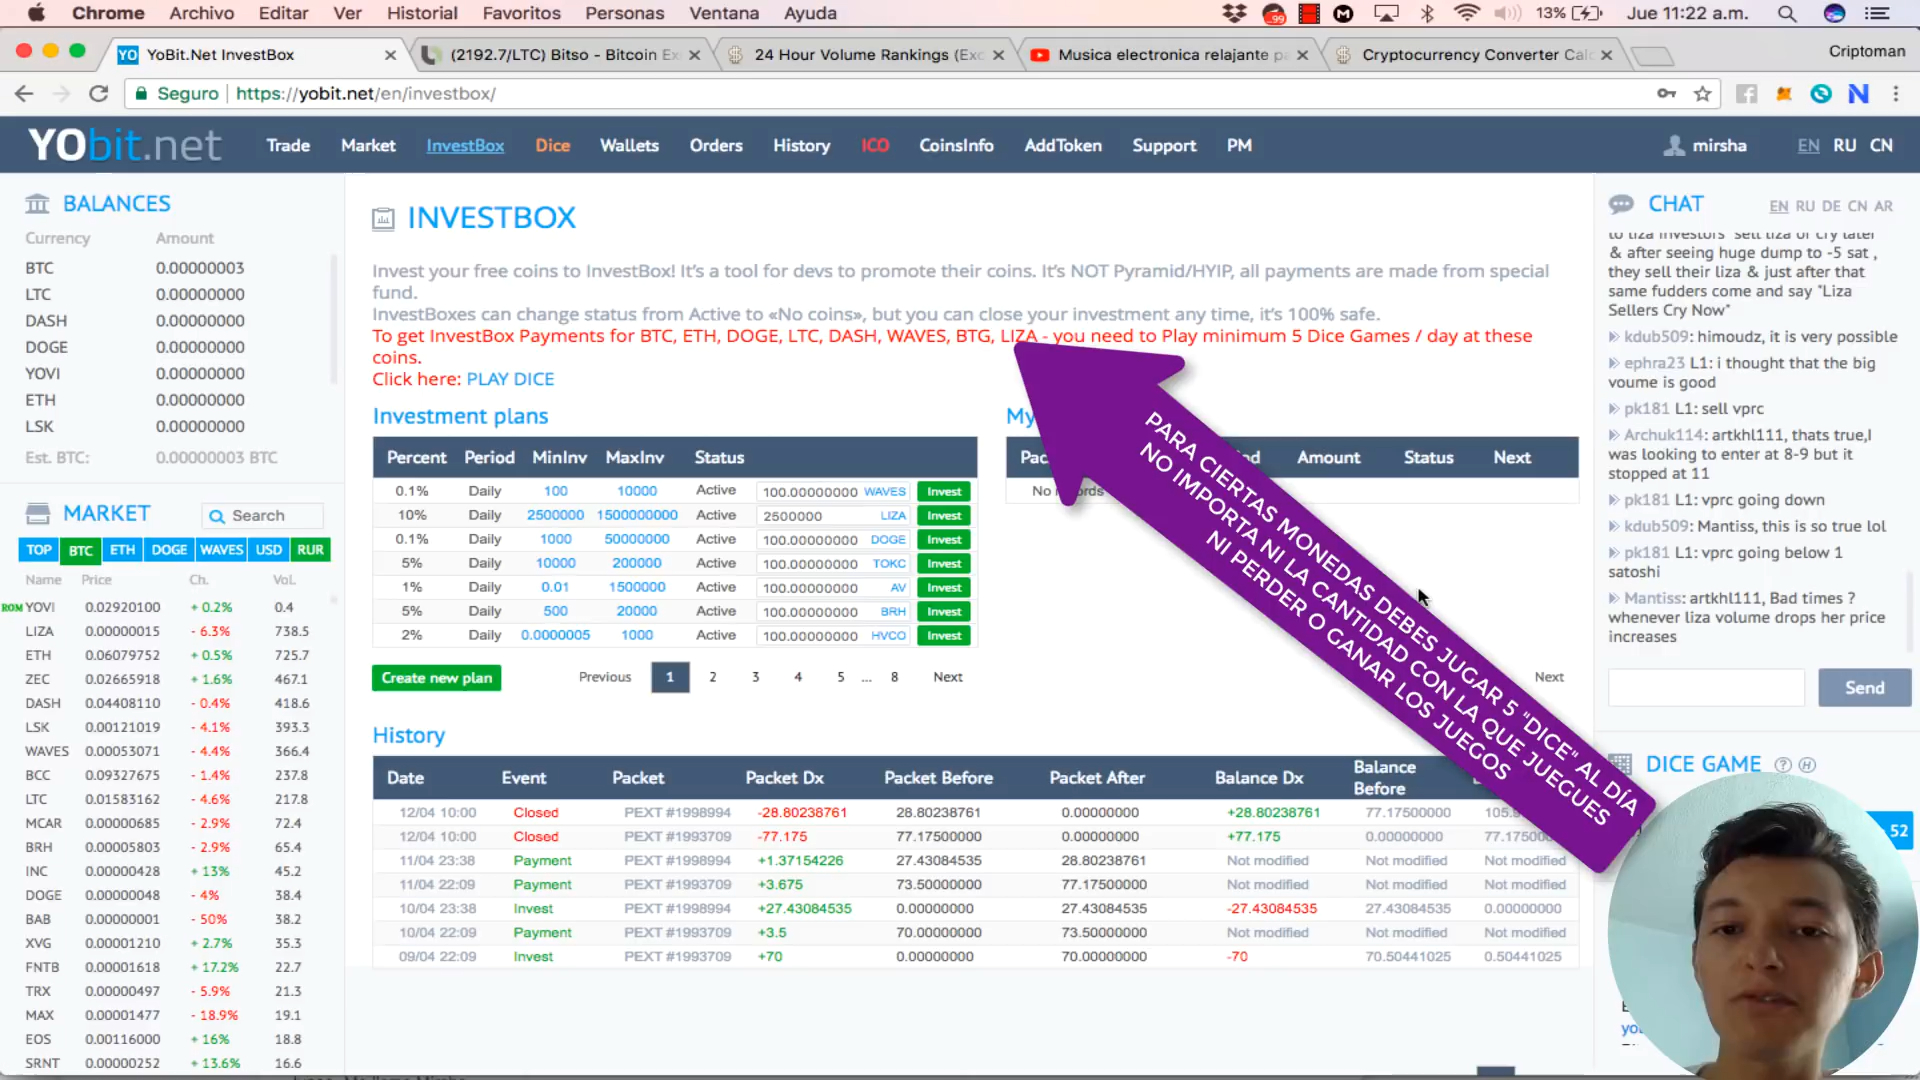 Chrome Archivo Editar Ver Historial Favoritos Personas Ventana Ayuda
13% Jue 11:22 a.m.
YoBit.Net InvestBox
(2192.7/LTC) Bitso - Bitcoin Ex
24 Hour Volume Rankings (Exc
Musica electronica relajante pa
Cryptocurrency Converter Calc
Criptoman
Seguro https://yobit.net/en/investbox/
YObit.net
Trade Market InvestBox Dice Wallets Orders History ICO CoinsInfo AddToken Support PM
mirsha
EN RU CN
BALANCES
Currency Amount
BTC 0.00000003
LTC 0.00000000
DASH 0.00000000
DOGE 0.00000000
YOVI 0.00000000
ETH 0.00000000
LSK 0.00000000
Est. BTC: 0.00000003 BTC
MARKET
Search
TOP BTC ETH DOGE WAVES USD RUR
Name Price Ch. Vol.
ROM YOVI 0.02920100 + 0.2% 0.4
LIZA 0.00000015 - 6.3% 738.5
ETH 0.06079752 + 0.5% 725.7
ZEC 0.02665918 + 1.6% 467.1
DASH 0.04408110 - 0.4% 418.6
LSK 0.00121019 - 4.1% 393.3
WAVES 0.00053071 - 4.4% 366.4
BCC 0.09327675 - 1.4% 237.8
LTC 0.01583162 - 4.6% 217.8
MCAR 0.00000685 - 2.9% 72.4
BRH 0.00005803 - 2.9% 65.4
INC 0.00000428 + 13% 45.2
DOGE 0.00000048 - 4% 38.4
BAB 0.00000001 - 50% 38.2
XVG 0.00001210 + 2.7% 35.3
FNTB 0.00001618 + 17.2% 22.7
TRX 0.00000497 - 5.9% 21.3
MAX 0.00001477 - 18.9% 19.1
EOS 0.00116000 + 16% 18.8
SRNT 0.00000252 + 13.6% 16.6
INVESTBOX
Invest your free coins to InvestBox! It's a tool for devs to promote their coins. It's NOT Pyramid/HYIP, all payments are made from special
fund.
InvestBoxes can change status from Active to «No coins», but you can close your investment any time, it's 100% safe.
To get InvestBox Payments for BTC, ETH, DOGE, LTC, DASH, WAVES, BTG, LIZA - you need to Play minimum 5 Dice Games / day at these
coins.
Click here: PLAY DICE
Investment plans
Percent Period MinInv MaxInv Status
0.1% Daily 100 10000 Active 100.00000000 WAVES Invest
10% Daily 2500000 1500000000 Active 2500000 LIZA Invest
0.1% Daily 1000 50000000 Active 100.00000000 DOGE Invest
5% Daily 10000 200000 Active 100.00000000 TOKC Invest
1% Daily 0.01 1500000 Active 100.00000000 AV Invest
5% Daily 500 20000 Active 100.00000000 BRH Invest
2% Daily 0.0000005 1000 Active 100.00000000 HVCO Invest
Create new plan
Previous 1 2 3 4 5 ... 8 Next
My
Amount Status Next
No
Next
PARA CIERTAS MONEDAS DEBES JUGAR 5 "DICE" AL DÍA
NO IMPORTA NI LA CANTIDAD CON LA QUE JUEGUES
NI PERDER O GANAR LOS JUEGOS
History
Date Event Packet Packet Dx Packet Before Packet After Balance Dx Balance Before
12/04 10:00 Closed PEXT #1998994 -28.80238761 28.80238761 0.00000000 +28.80238761 77.17500000
12/04 10:00 Closed PEXT #1993709 -77.175 77.17500000 0.00000000 +77.175 0.00000000
11/04 23:38 Payment PEXT #1998994 +1.37154226 27.43084535 28.80238761 Not modified Not modified Not modified
11/04 22:09 Payment PEXT #1993709 +3.675 73.50000000 77.17500000 Not modified Not modified Not modified
10/04 23:38 Invest PEXT #1998994 +27.43084535 0.00000000 27.43084535 -27.43084535 27.43084535 0.00000000
10/04 22:09 Payment PEXT #1993709 +3.5 70.00000000 73.50000000 Not modified Not modified Not modified
09/04 22:09 Invest PEXT #1993709 +70 0.00000000 70.00000000 -70 70.50441025 0.50441025
CHAT
EN RU DE CN AR
to liza investors "sell liza or cry later
& after seeing huge dump to -5 sat ,
they sell their liza & just after that
same fudders come and say "Liza
Sellers Cry Now"
kdub509: himoudz, it is very possible
ephra23 L1: i thought that the big
voume is good
pk181 L1: sell vprc
Archuk114: artkhl111, thats true,I
was looking to enter at 8-9 but it
stopped at 11
pk181 L1: vprc going down
kdub509: Mantiss, this is so true lol
pk181 L1: vprc going below 1
satoshi
Mantiss: artkhl111, Bad times ?
whenever liza volume drops her price
increases
Send
DICE GAME
52